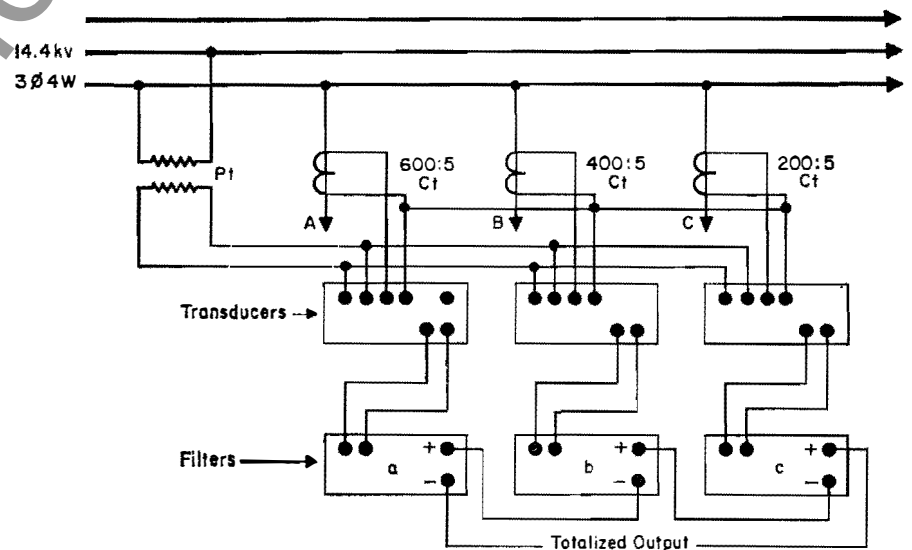 14.4kv
3Ø4W
Pt
600:5
Ct
400:5
Ct
200:5
Ct
A
B
C
Transducers
Filters
a
+
−
b
+
−
c
+
−
Totalized Output